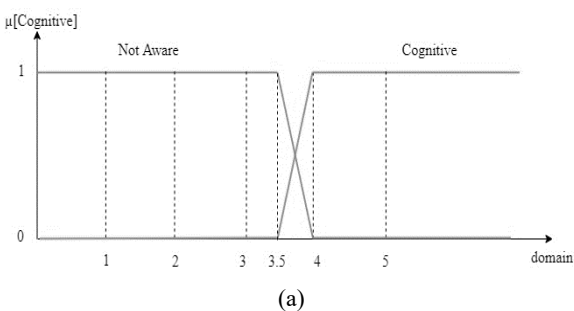 μ[Cognitive]
Not Aware Cognitive
1
0
1 2 3 3.5 4 5 domain
(a)